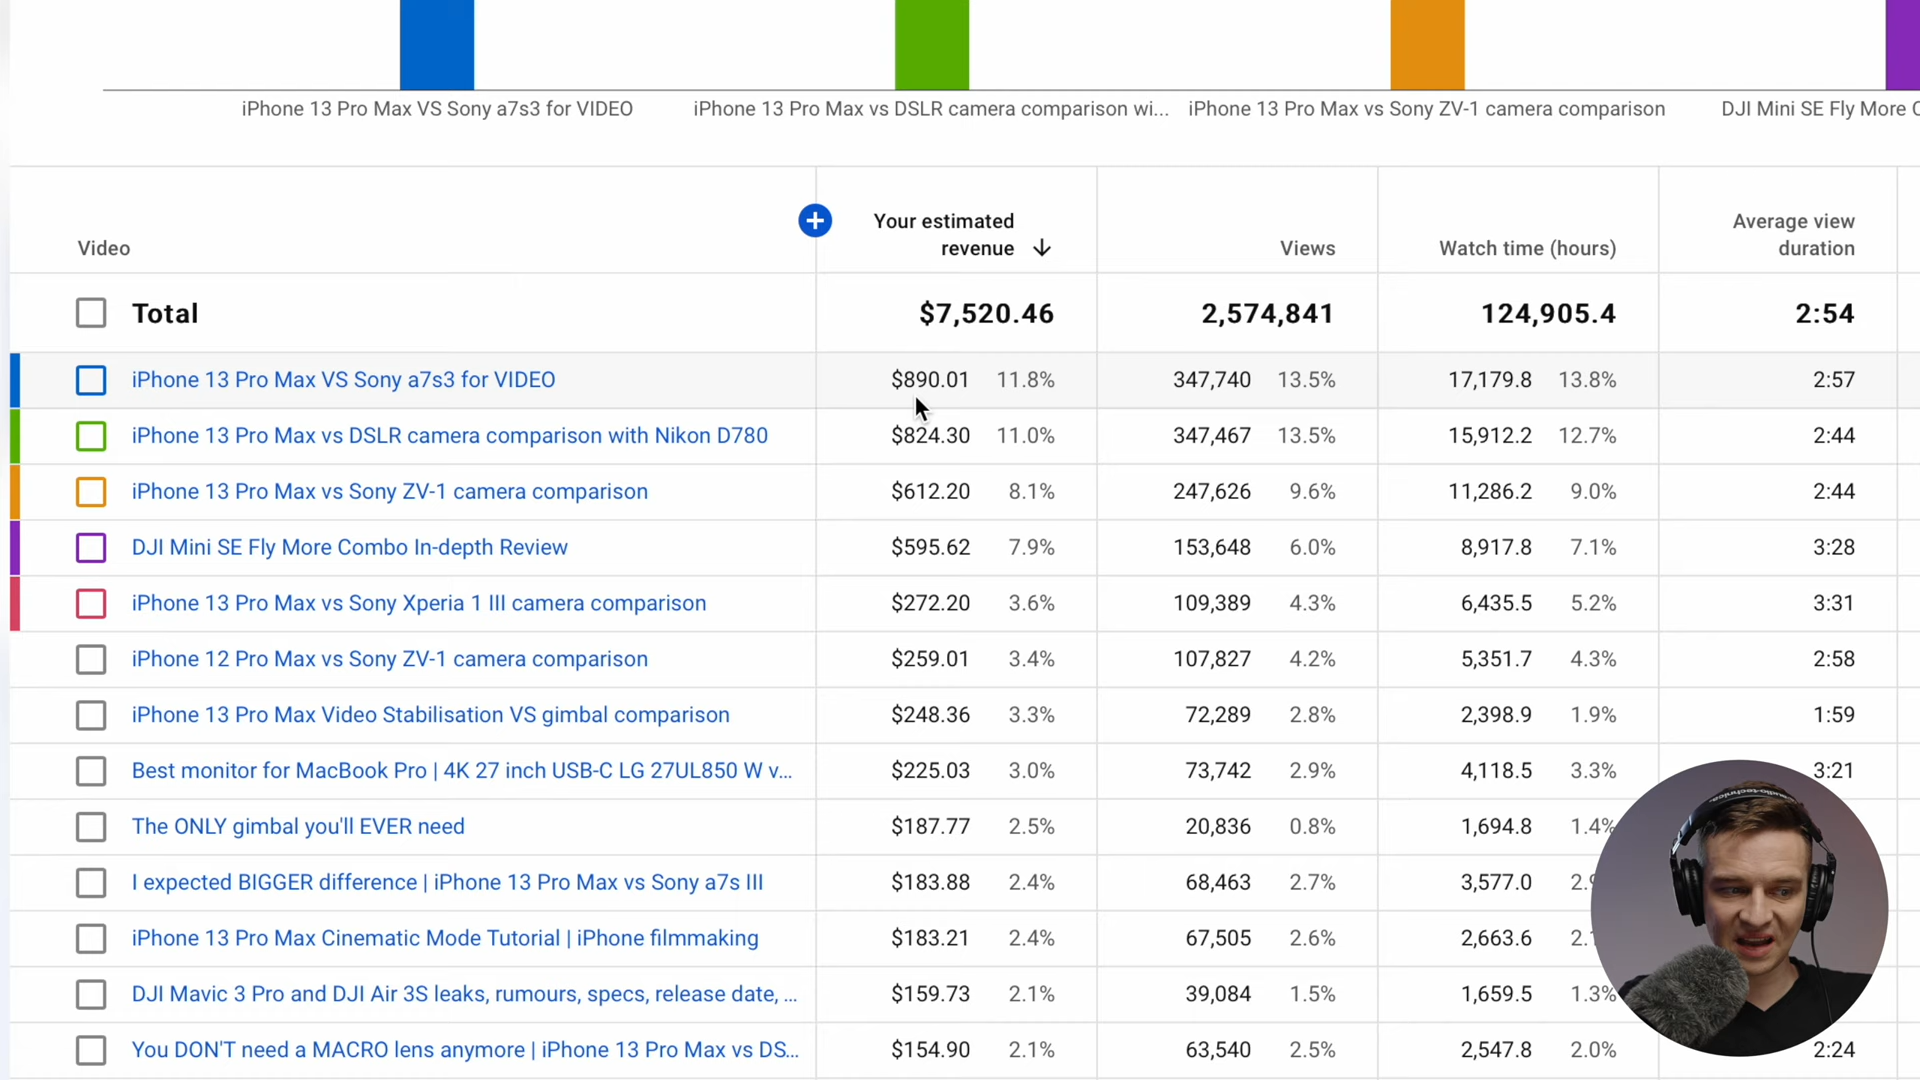 iPhone 13 Pro Max VS Sony a7s3 for VIDEO iPhone 13 Pro Max vs DSLR camera comparison wi... iPhone 13 Pro Max vs Sony ZV-1 camera comparison DJI Mini SE Fly More C
Video Your estimated revenue Views Watch time (hours) Average view duration
Total $7,520.46 2,574,841 124,905.4 2:54
iPhone 13 Pro Max VS Sony a7s3 for VIDEO $890.01 11.8% 347,740 13.5% 17,179.8 13.8% 2:57
iPhone 13 Pro Max vs DSLR camera comparison with Nikon D780 $824.30 11.0% 347,467 13.5% 15,912.2 12.7% 2:44
iPhone 13 Pro Max vs Sony ZV-1 camera comparison $612.20 8.1% 247,626 9.6% 11,286.2 9.0% 2:44
DJI Mini SE Fly More Combo In-depth Review $595.62 7.9% 153,648 6.0% 8,917.8 7.1% 3:28
iPhone 13 Pro Max vs Sony Xperia 1 III camera comparison $272.20 3.6% 109,389 4.3% 6,435.5 5.2% 3:31
iPhone 12 Pro Max vs Sony ZV-1 camera comparison $259.01 3.4% 107,827 4.2% 5,351.7 4.3% 2:58
iPhone 13 Pro Max Video Stabilisation VS gimbal comparison $248.36 3.3% 72,289 2.8% 2,398.9 1.9% 1:59
Best monitor for MacBook Pro | 4K 27 inch USB-C LG 27UL850 W v... $225.03 3.0% 73,742 2.9% 4,118.5 3.3% 3:21
The ONLY gimbal you'll EVER need $187.77 2.5% 20,836 0.8% 1,694.8 1.4%
I expected BIGGER difference | iPhone 13 Pro Max vs Sony a7s III $183.88 2.4% 68,463 2.7% 3,577.0
iPhone 13 Pro Max Cinematic Mode Tutorial | iPhone filmmaking $183.21 2.4% 67,505 2.6% 2,663.6
DJI Mavic 3 Pro and DJI Air 3S leaks, rumours, specs, release date, ... $159.73 2.1% 39,084 1.5% 1,659.5 1.3%
You DON'T need a MACRO lens anymore | iPhone 13 Pro Max vs DS... $154.90 2.1% 63,540 2.5% 2,547.8 2.0% 2:24
audio-technica